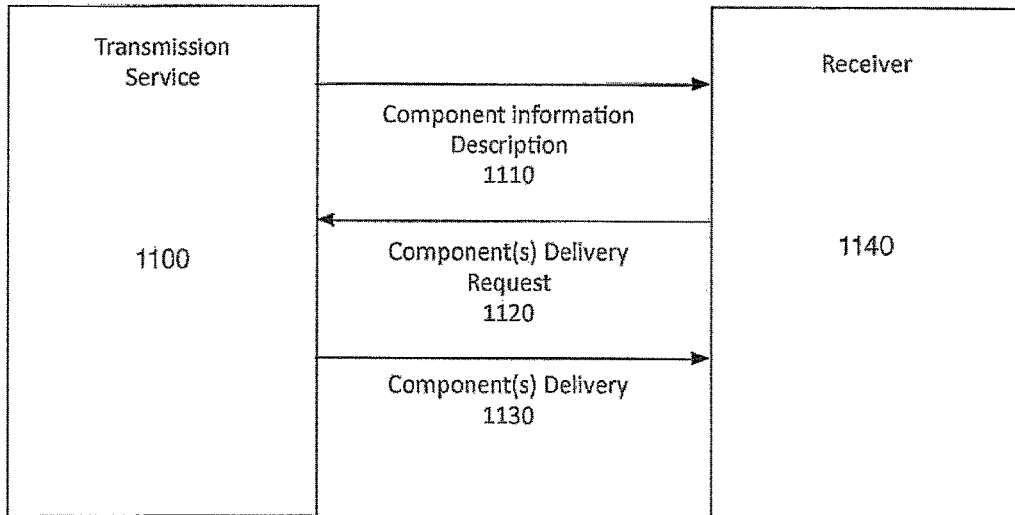 Transmission
Service
1100
Component Information
Description
1110
Component(s) Delivery
Request
1120
Component(s) Delivery
1130
Receiver
1140